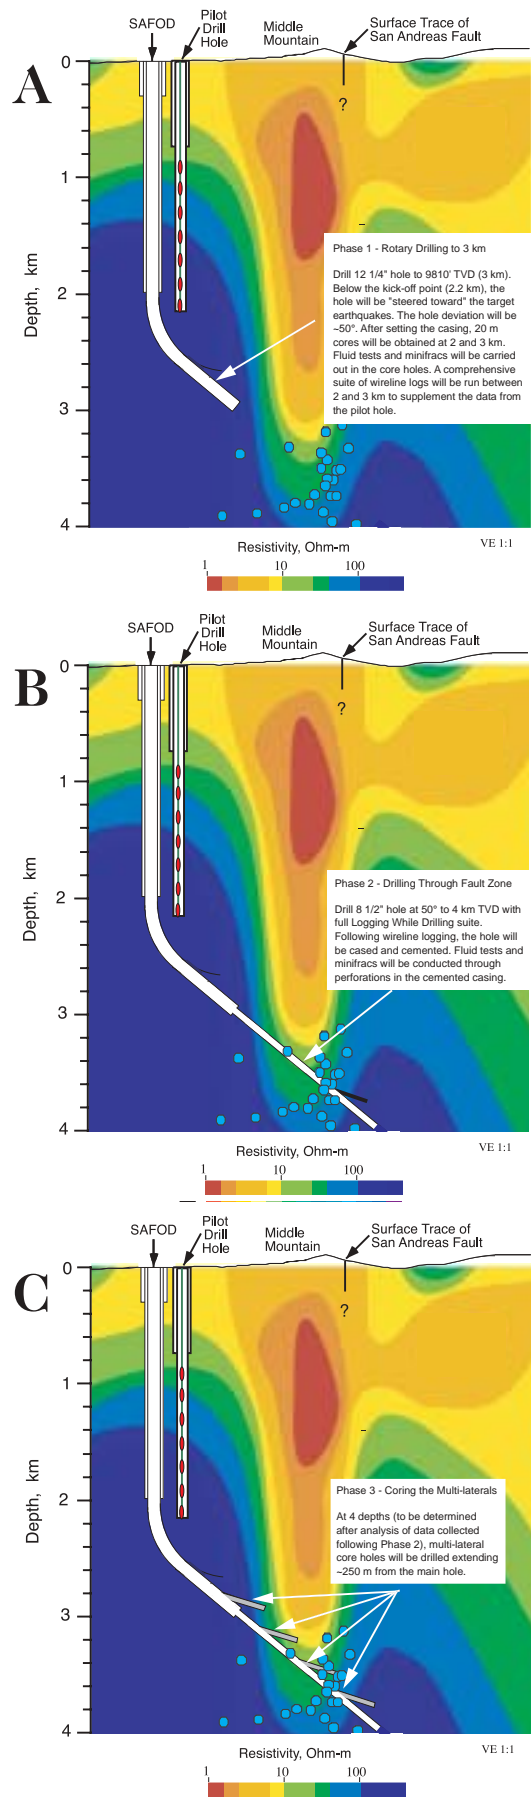 A
SAFOD
Pilot
Drill
Hole
Middle
Mountain
Surface Trace of
San Andreas Fault
?
0
1
2
3
4
Depth, km
Phase 1 - Rotary Drilling to 3 km
Drill 12 1/4" hole to 9810' TVD (3 km).
Below the kick-off point (2.2 km), the
hole will be "steered toward" the target
earthquakes. The hole deviation will be
~50°. After setting the casing, 20 m
cores will be obtained at 2 and 3 km.
Fluid tests and minifracs will be carried
out in the core holes. A comprehensive
suite of wireline logs will be run between
2 and 3 km to supplement the data from
the pilot hole.
Resistivity, Ohm-m
VE 1:1
1 10 100
B
SAFOD
Pilot
Drill
Hole
Middle
Mountain
Surface Trace of
San Andreas Fault
?
0
1
2
3
4
Depth, km
Phase 2 - Drilling Through Fault Zone
Drill 8 1/2" hole at 50° to 4 km TVD with
full Logging While Drilling suite.
Following wireline logging, the hole will
be cased and cemented. Fluid tests and
minifracs will be conducted through
perforations in the cemented casing.
Resistivity, Ohm-m
VE 1:1
1 10 100
C
SAFOD
Pilot
Drill
Hole
Middle
Mountain
Surface Trace of
San Andreas Fault
?
0
1
2
3
4
Depth, km
Phase 3 - Coring the Multi-laterals
At 4 depths (to be determined
after analysis of data collected
following Phase 2), multi-lateral
core holes will be drilled extending
~250 m from the main hole.
Resistivity, Ohm-m
VE 1:1
1 10 100